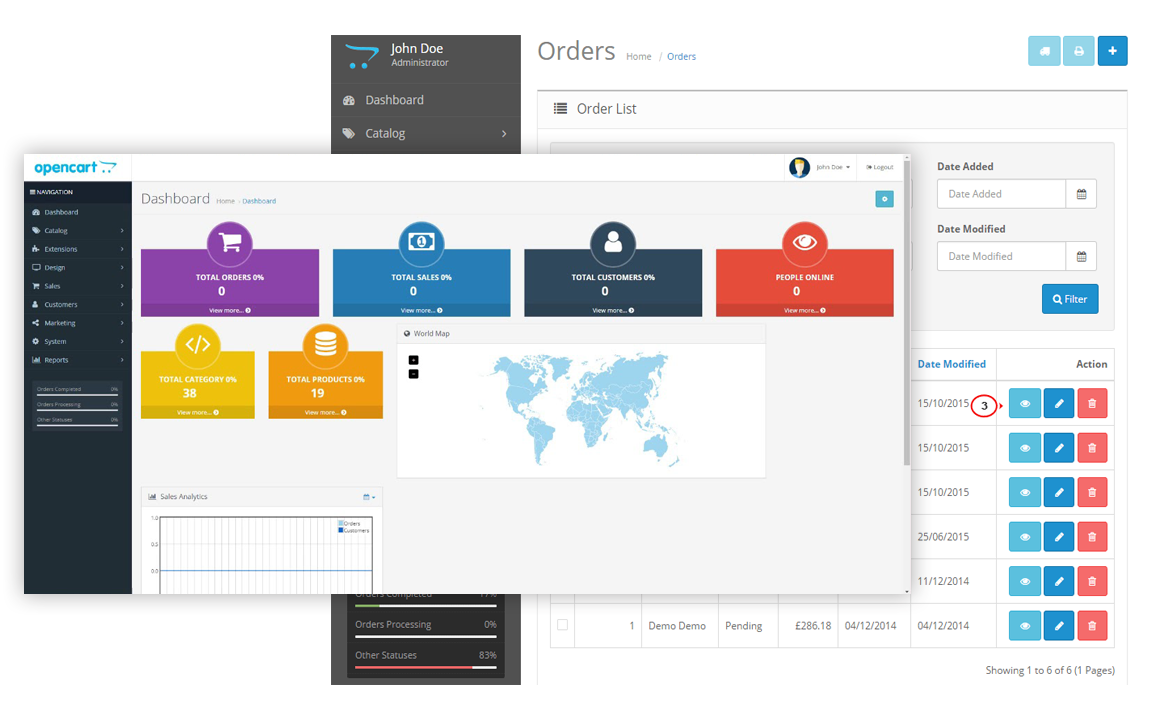 John Doe
Administrator
Dashboard
Catalog
Orders
Home / Orders
Order List
Date Added
Date Added
Date Modified
Date Modified
Filter
Date Modified
Action
15/10/2015
3
15/10/2015
15/10/2015
25/06/2015
11/12/2014
1 Demo Demo Pending £286.18 04/12/2014 04/12/2014
Showing 1 to 6 of 6 (1 Pages)
opencart
John Doe
Logout
NAVIGATION
Dashboard
Catalog
Extensions
Design
Sales
Customers
Marketing
System
Reports
Orders Completed 0%
Orders Processing 0%
Other Statuses 0%
Dashboard
Home › Dashboard
TOTAL ORDERS 0%
0
View more...
TOTAL SALES 0%
0
View more...
TOTAL CUSTOMERS 0%
0
View more...
PEOPLE ONLINE
0
View more...
TOTAL CATEGORY 0%
38
View more...
TOTAL PRODUCTS 0%
19
View more...
World Map
+
-
Sales Analytics
1.0
0.5
0.0
Orders
Customers
Orders Completed 17%
Orders Processing 0%
Other Statuses 83%